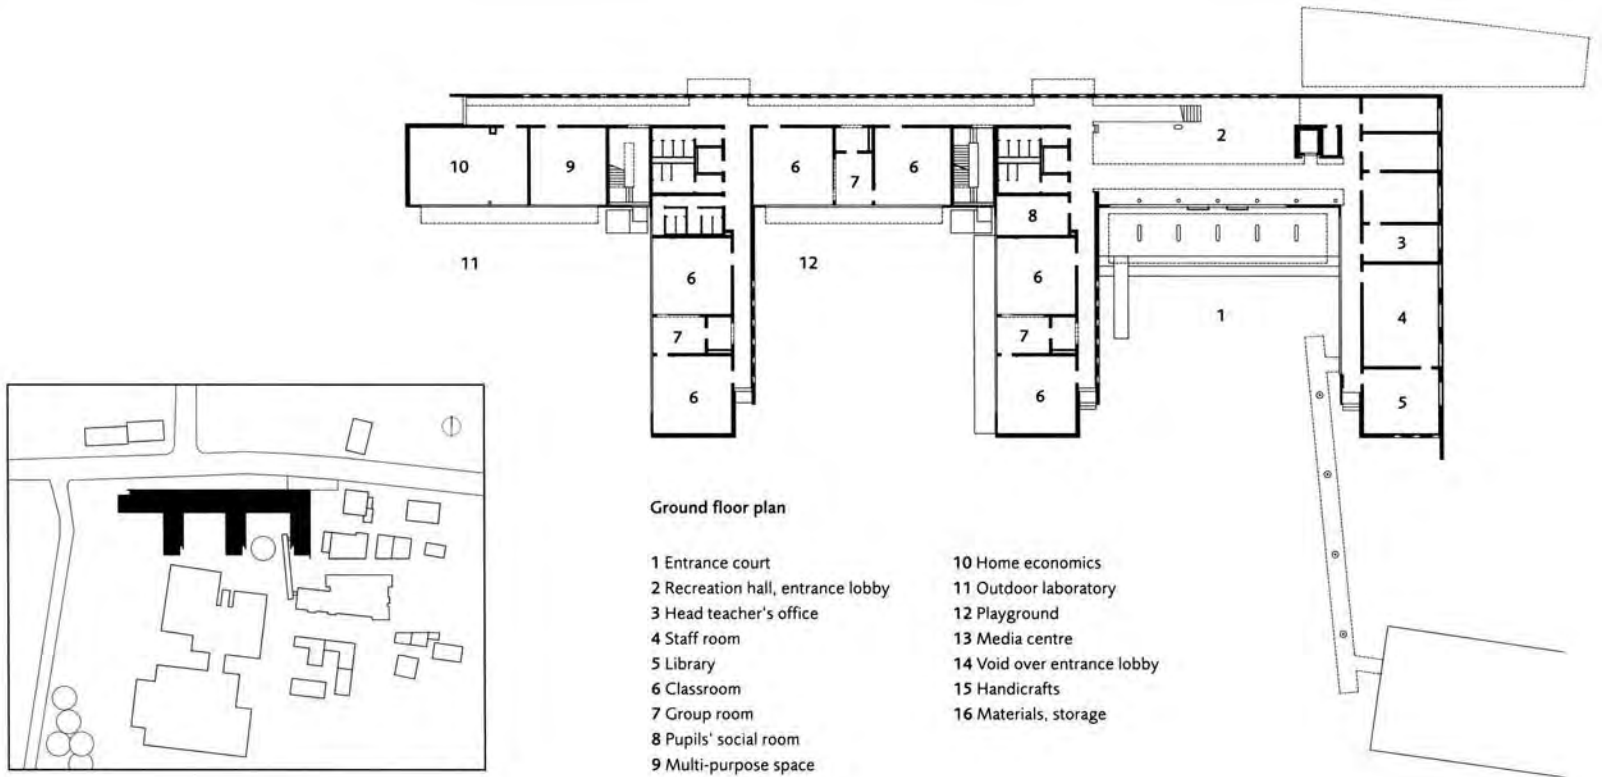 2
10
9
6
7
6
8
3
11
12
6
6
1
4
7
7
6
6
5
Ground floor plan
1 Entrance court
2 Recreation hall, entrance lobby
3 Head teacher's office
4 Staff room
5 Library
6 Classroom
7 Group room
8 Pupils' social room
9 Multi-purpose space
10 Home economics
11 Outdoor laboratory
12 Playground
13 Media centre
14 Void over entrance lobby
15 Handicrafts
16 Materials, storage